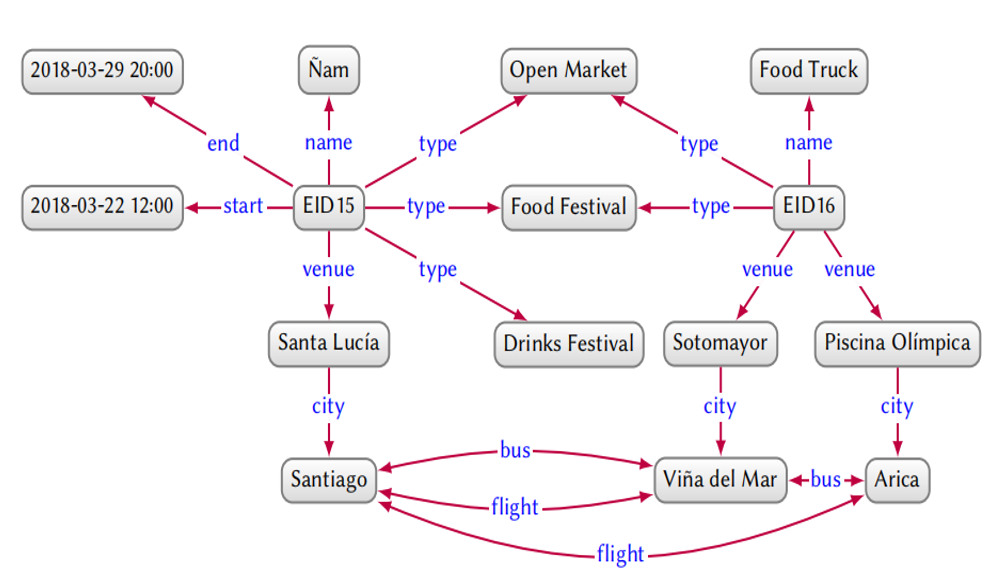 2018-03-29 20:00
Ñam
Open Market
Food Truck
end
name
type
type
name
2018-03-22 12:00
start
EID15
type
Food Festival
type
EID16
venue
type
venue
venue
Santa Lucía
Drinks Festival
Sotomayor
Piscina Olímpica
city
city
city
bus
Santiago
Viña del Mar
bus
Arica
flight
flight